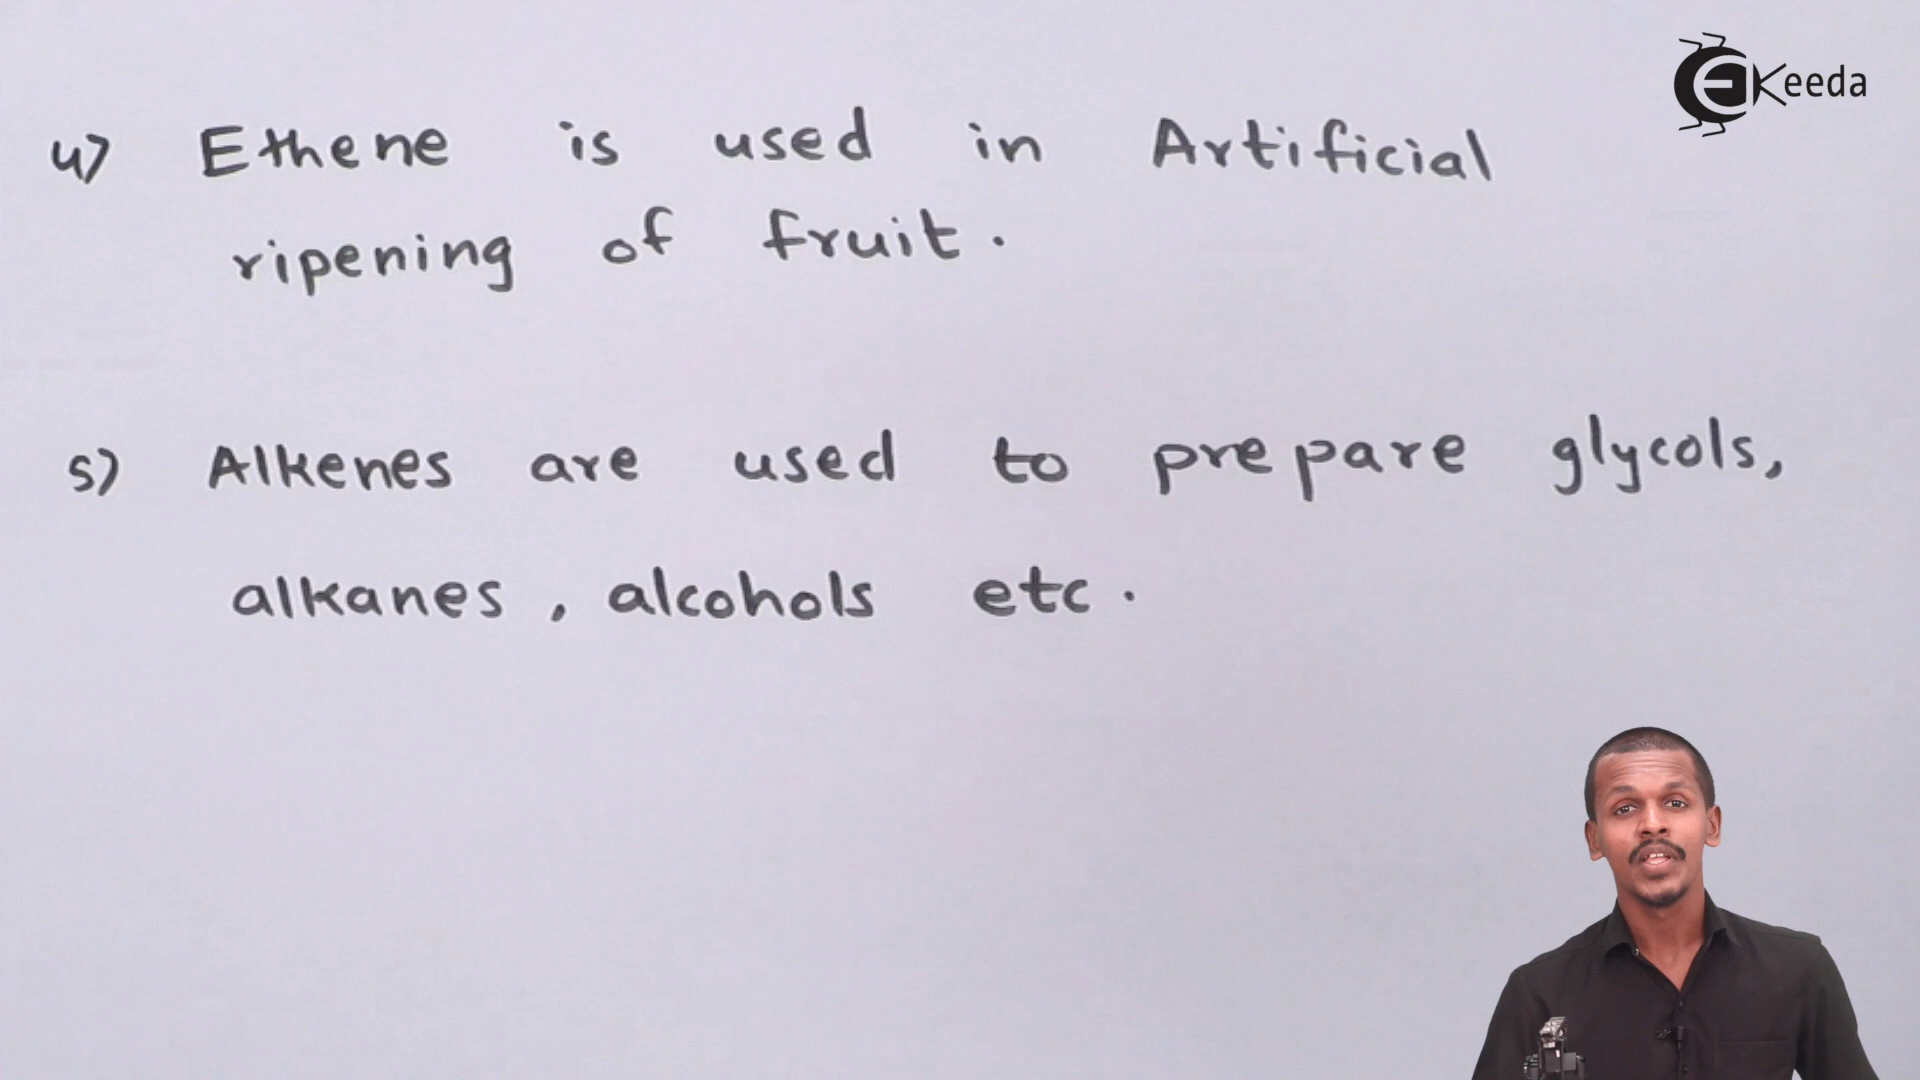 EKeeda
4) Ethene is used in Artificial
ripening of fruit.
5) Alkenes are used to prepare glycols,
alkanes, alcohols etc.